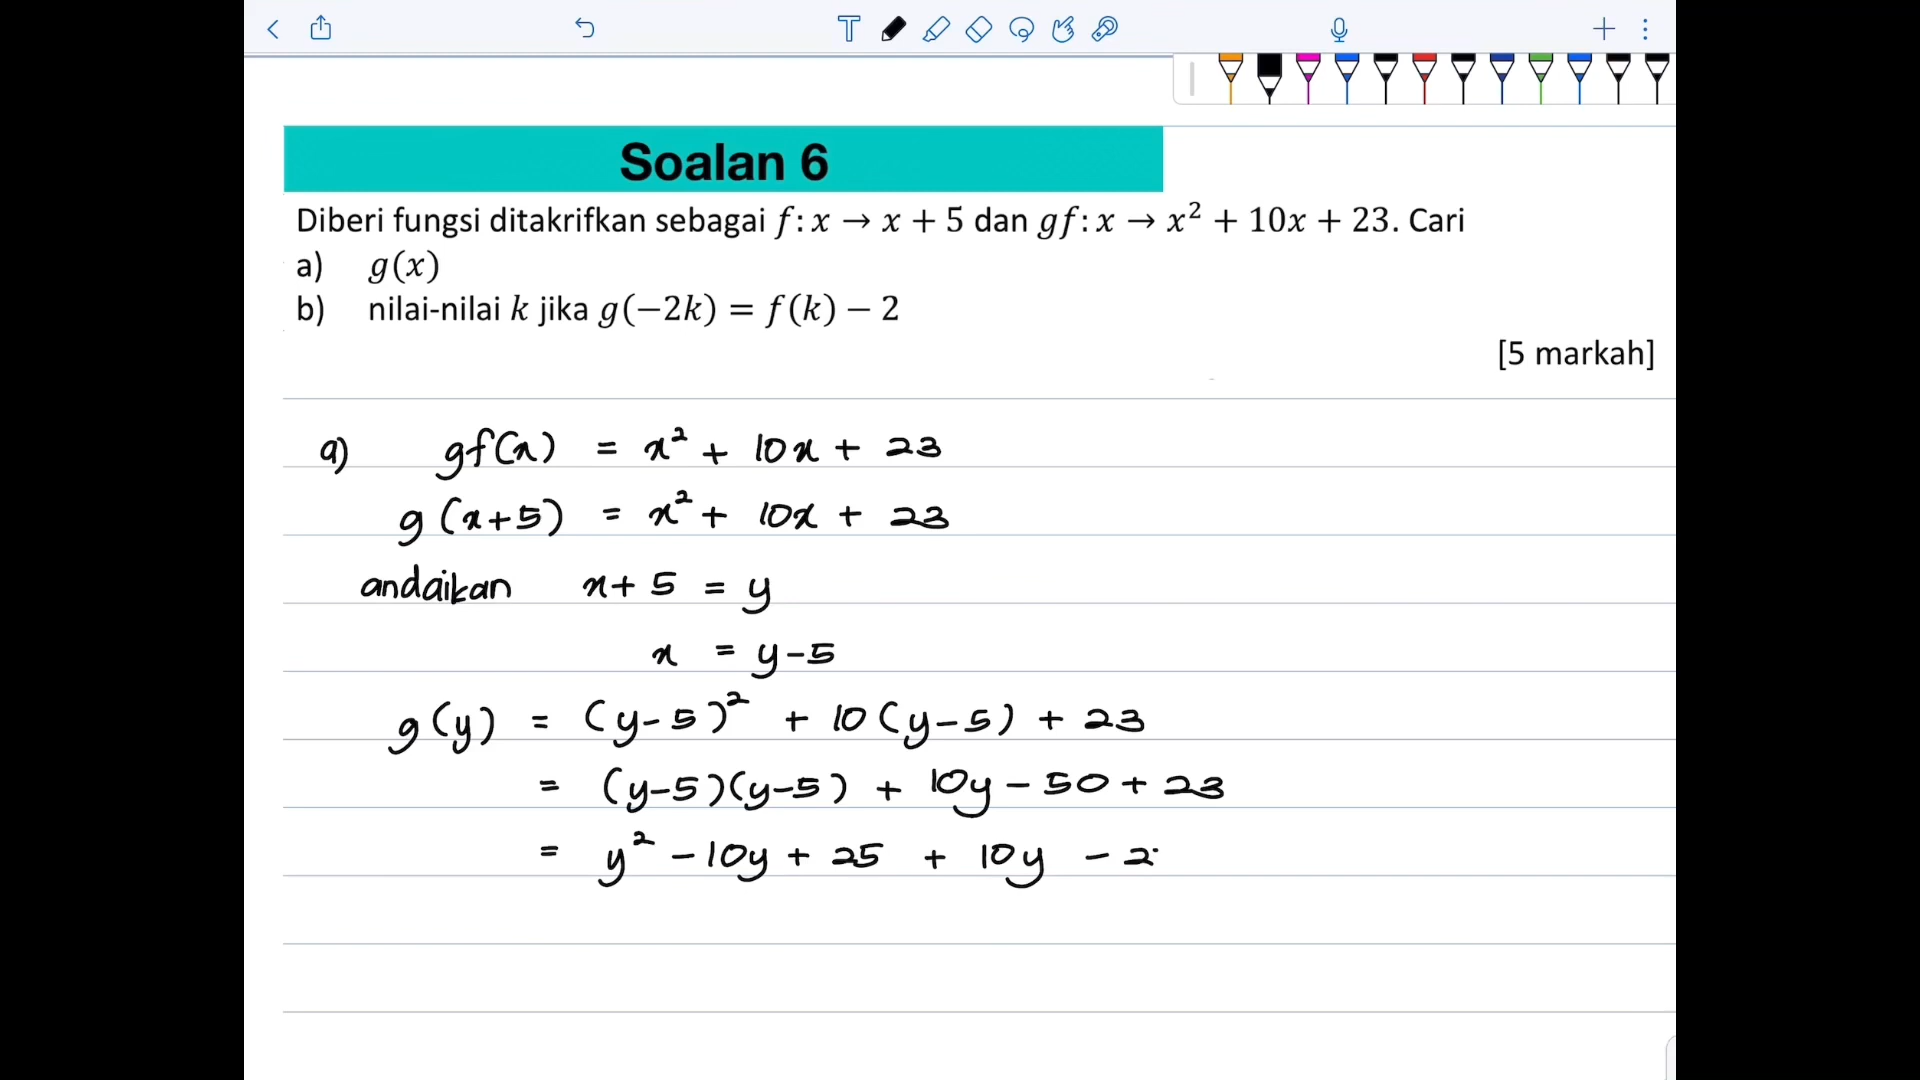 Soalan 6
Diberi fungsi ditakrifkan sebagai f: x → x + 5 dan gf: x → x² + 10x + 23. Cari
a) g(x)
b) nilai-nilai k jika g(−2k) = f(k) − 2
[5 markah]
a) gf(x) = x² + 10x + 23
g(x+5) = x² + 10x + 23
andaikan x + 5 = y
x = y - 5
g(y) = (y-5)² + 10(y-5) + 23
= (y-5)(y-5) + 10y - 50 + 23
= y² - 10y + 25 + 10y - 2